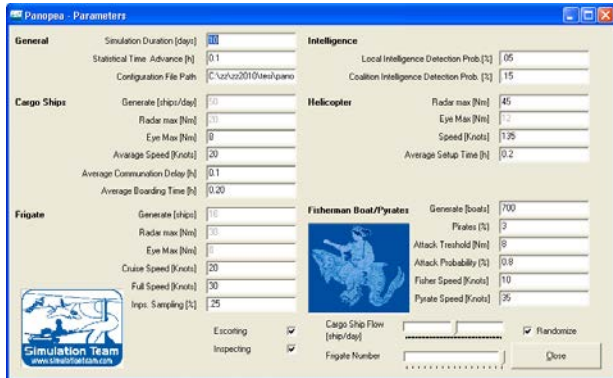 Panopea - Parameters
General
Simulation Duration [days] 10
Statistical Time Advance [h] 0.1
Configuration File Path C:\zz\zz2010\tesi\pano
Cargo Ships
Generate [ships/day] 50
Radar max [Nm] 20
Eye Max [Nm] 8
Avarage Speed [Knots] 20
Average Communation Delay [h] 0.1
Average Boarding Time [h] 0.20
Frigate
Generate [ships] 10
Radar max [Nm] 30
Eye Max [Nm] 8
Cruise Speed [Knots] 20
Full Speed [Knots] 30
Inps. Sampling [%] .25
Simulation Team
www.simulationteam.com
Escorting
Inspecting
Intelligence
Local Intelligence Detection Prob.[%] .05
Coalition Intelligence Detection Prob. [%] .15
Helicopter
Radar max [Nm] 45
Eye Max [Nm] 12
Speed [Knots] 135
Average Setup Time [h] 0.2
Fisherman Boat/Pyrates
Generate [boats] 700
Pirates [%] 3
Attack Treshold [Nm] 8
Attack Probability [%] 0.8
Fisher Speed [Knots] 10
Pyrate Speed [Knots] 35
Cargo Ship Flow
[ship/day]
Randomize
Frigate Number
Close